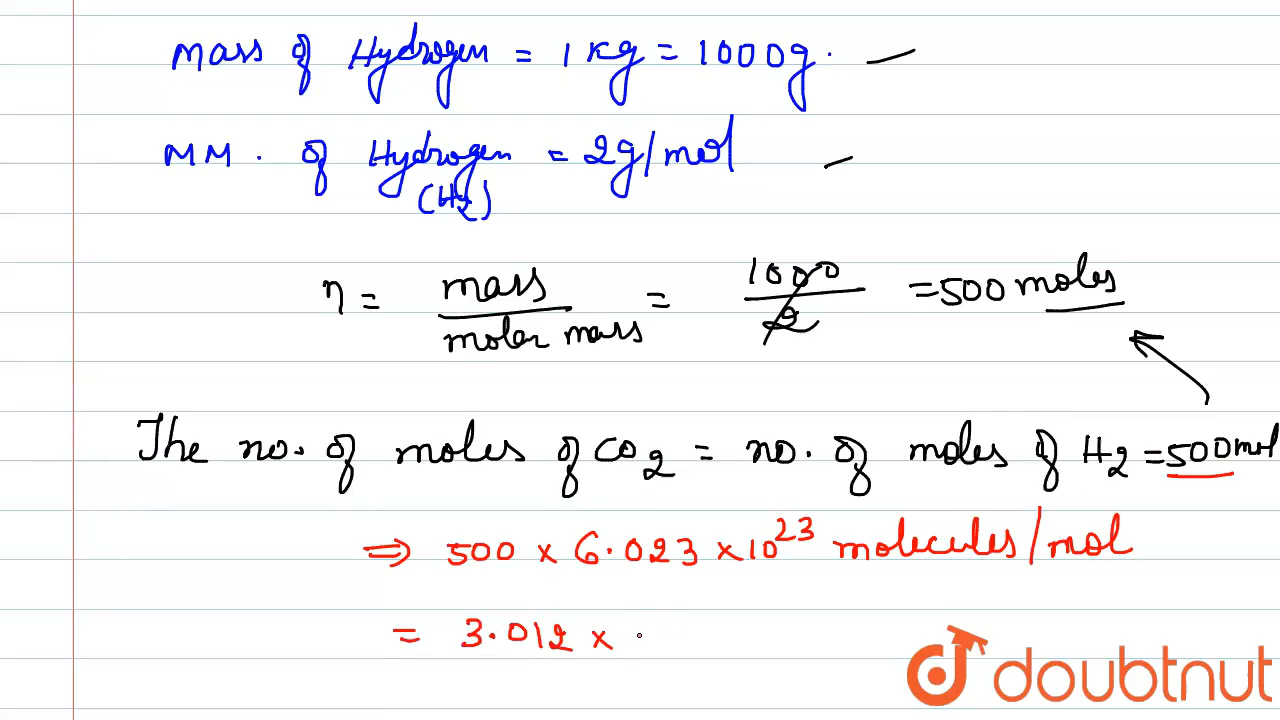 Mass of Hydrogen = 1 kg = 1000g. —
MM. of Hydrogen = 2g/mol —
(H2)
η = mass / molar mass = 1000 / 2 = 500 moles
The no. of moles of CO2 = no. of moles of H2 = 500 mol
⇒ 500 × 6.023 × 10^23 molecules/mol
= 3.012 × .
doubtnut